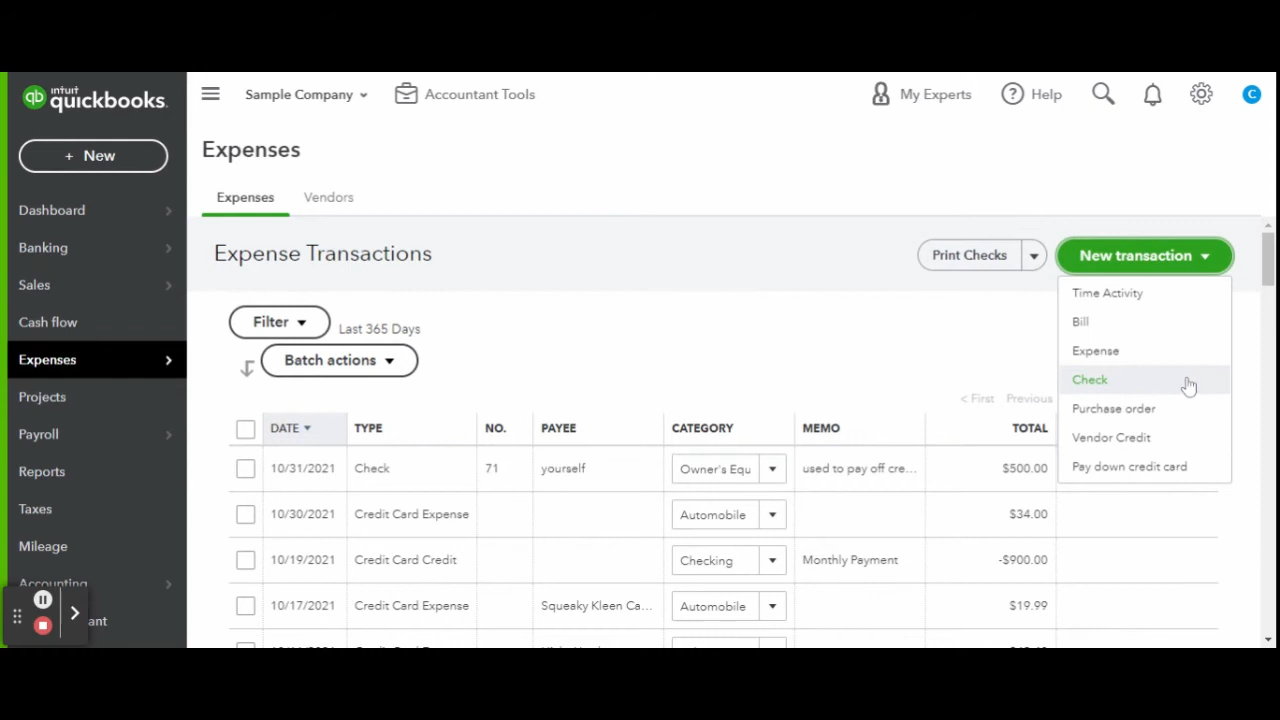 intuit
quickbooks.
Sample Company
Accountant Tools
My Experts
? Help
C
+ New
Expenses
Expenses Vendors
Expense Transactions
Print Checks
New transaction
Time Activity
Bill
Expense
Check
Purchase order
Vendor Credit
Pay down credit card
Filter
Last 365 Days
Batch actions
< First Previous
Dashboard
Banking
Sales
Cash flow
Expenses
Projects
Payroll
Reports
Taxes
Mileage
Accounting
ant
DATE TYPE NO. PAYEE CATEGORY MEMO TOTAL
10/31/2021 Check 71 yourself Owner's Equ used to pay off cre... $500.00
10/30/2021 Credit Card Expense Automobile $34.00
10/19/2021 Credit Card Credit Checking Monthly Payment -$900.00
10/17/2021 Credit Card Expense Squeaky Kleen Ca... Automobile $19.99